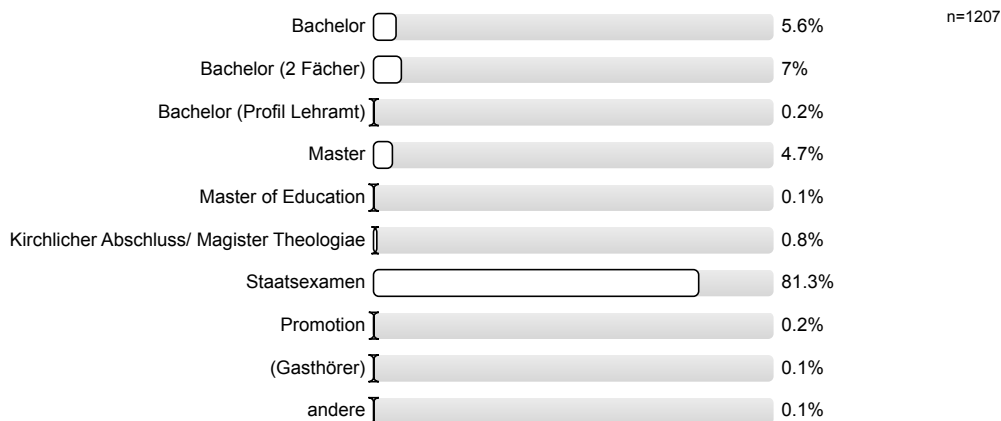 n=1207
Bachelor 5.6%
Bachelor (2 Fächer) 7%
Bachelor (Profil Lehramt) 0.2%
Master 4.7%
Master of Education 0.1%
Kirchlicher Abschluss/ Magister Theologiae 0.8%
Staatsexamen 81.3%
Promotion 0.2%
(Gasthörer) 0.1%
andere 0.1%